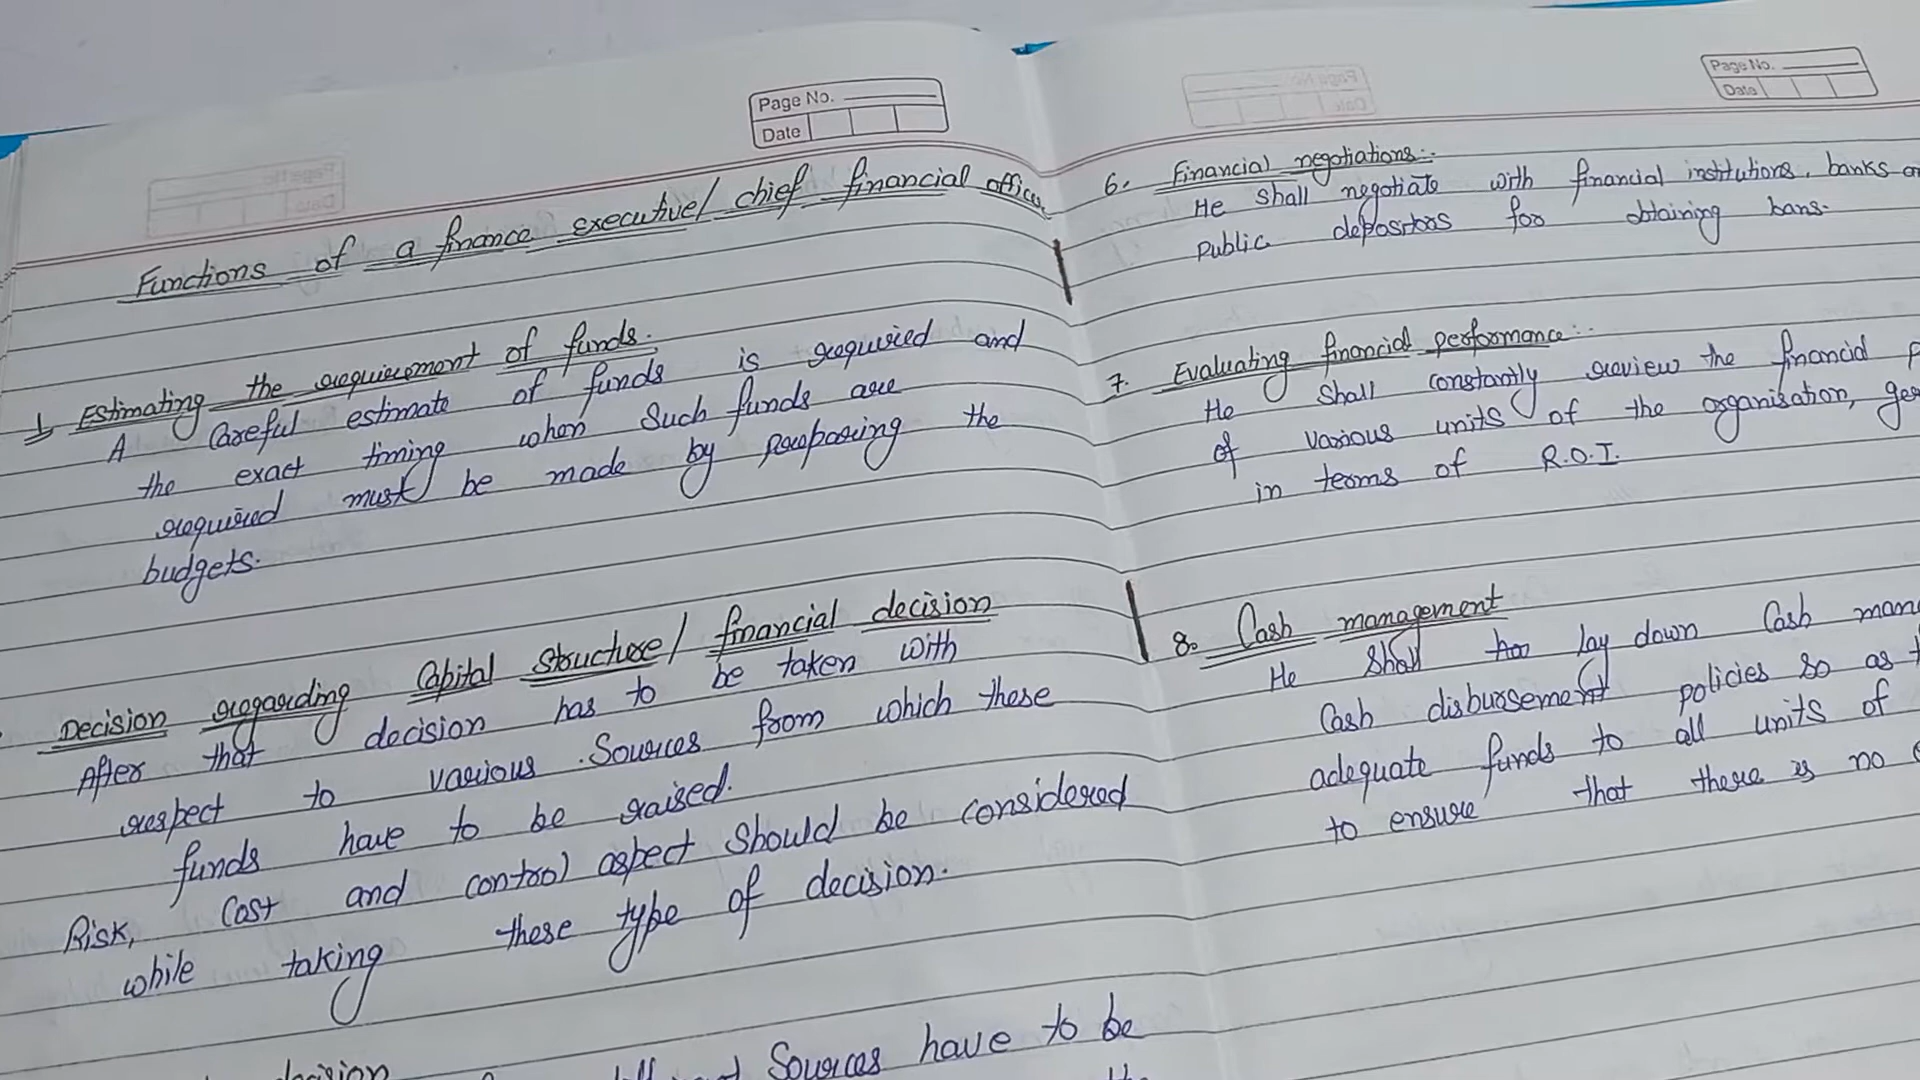 Page No.
Date
Functions of a finance executive/ chief financial officer
1 Estimating the requirement of funds.
A Careful estimate of funds is required and
the exact timing when Such funds are
required must be made by preparing the
budgets.
Decision regarding Capital Structure/ financial decision
After that decision has to be taken with
respect to various Sources from which these
funds have to be raised.
Risk, Cost and control aspect Should be considered
while taking these type of decision.
decision
Sources have to be
Page No.
Date
6. Financial negotiations:-
He Shall negotiate with financial institutions, banks
Public depositors for obtaining
7. Evaluating financial performance:-
He Shall constantly review the financial
of various units of the organisation,
in terms of R.O.I.
8. Cash management
He Shall lay down Cash
Cash disbursement policies so as
adequate funds to all units of
to ensure that there is no